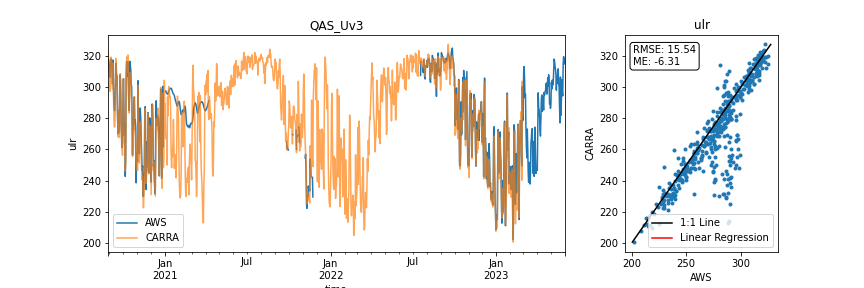 QAS_Uv3
ulr
320
300
280
260
240
220
200
AWS
CARRA
Jan
2021
Jul
Jan
2022
Jul
Jan
2023
time
ulr
RMSE: 15.54
ME: -6.31
CARRA
320
300
280
260
240
220
200
1:1 Line
Linear Regression
200
250
300
AWS